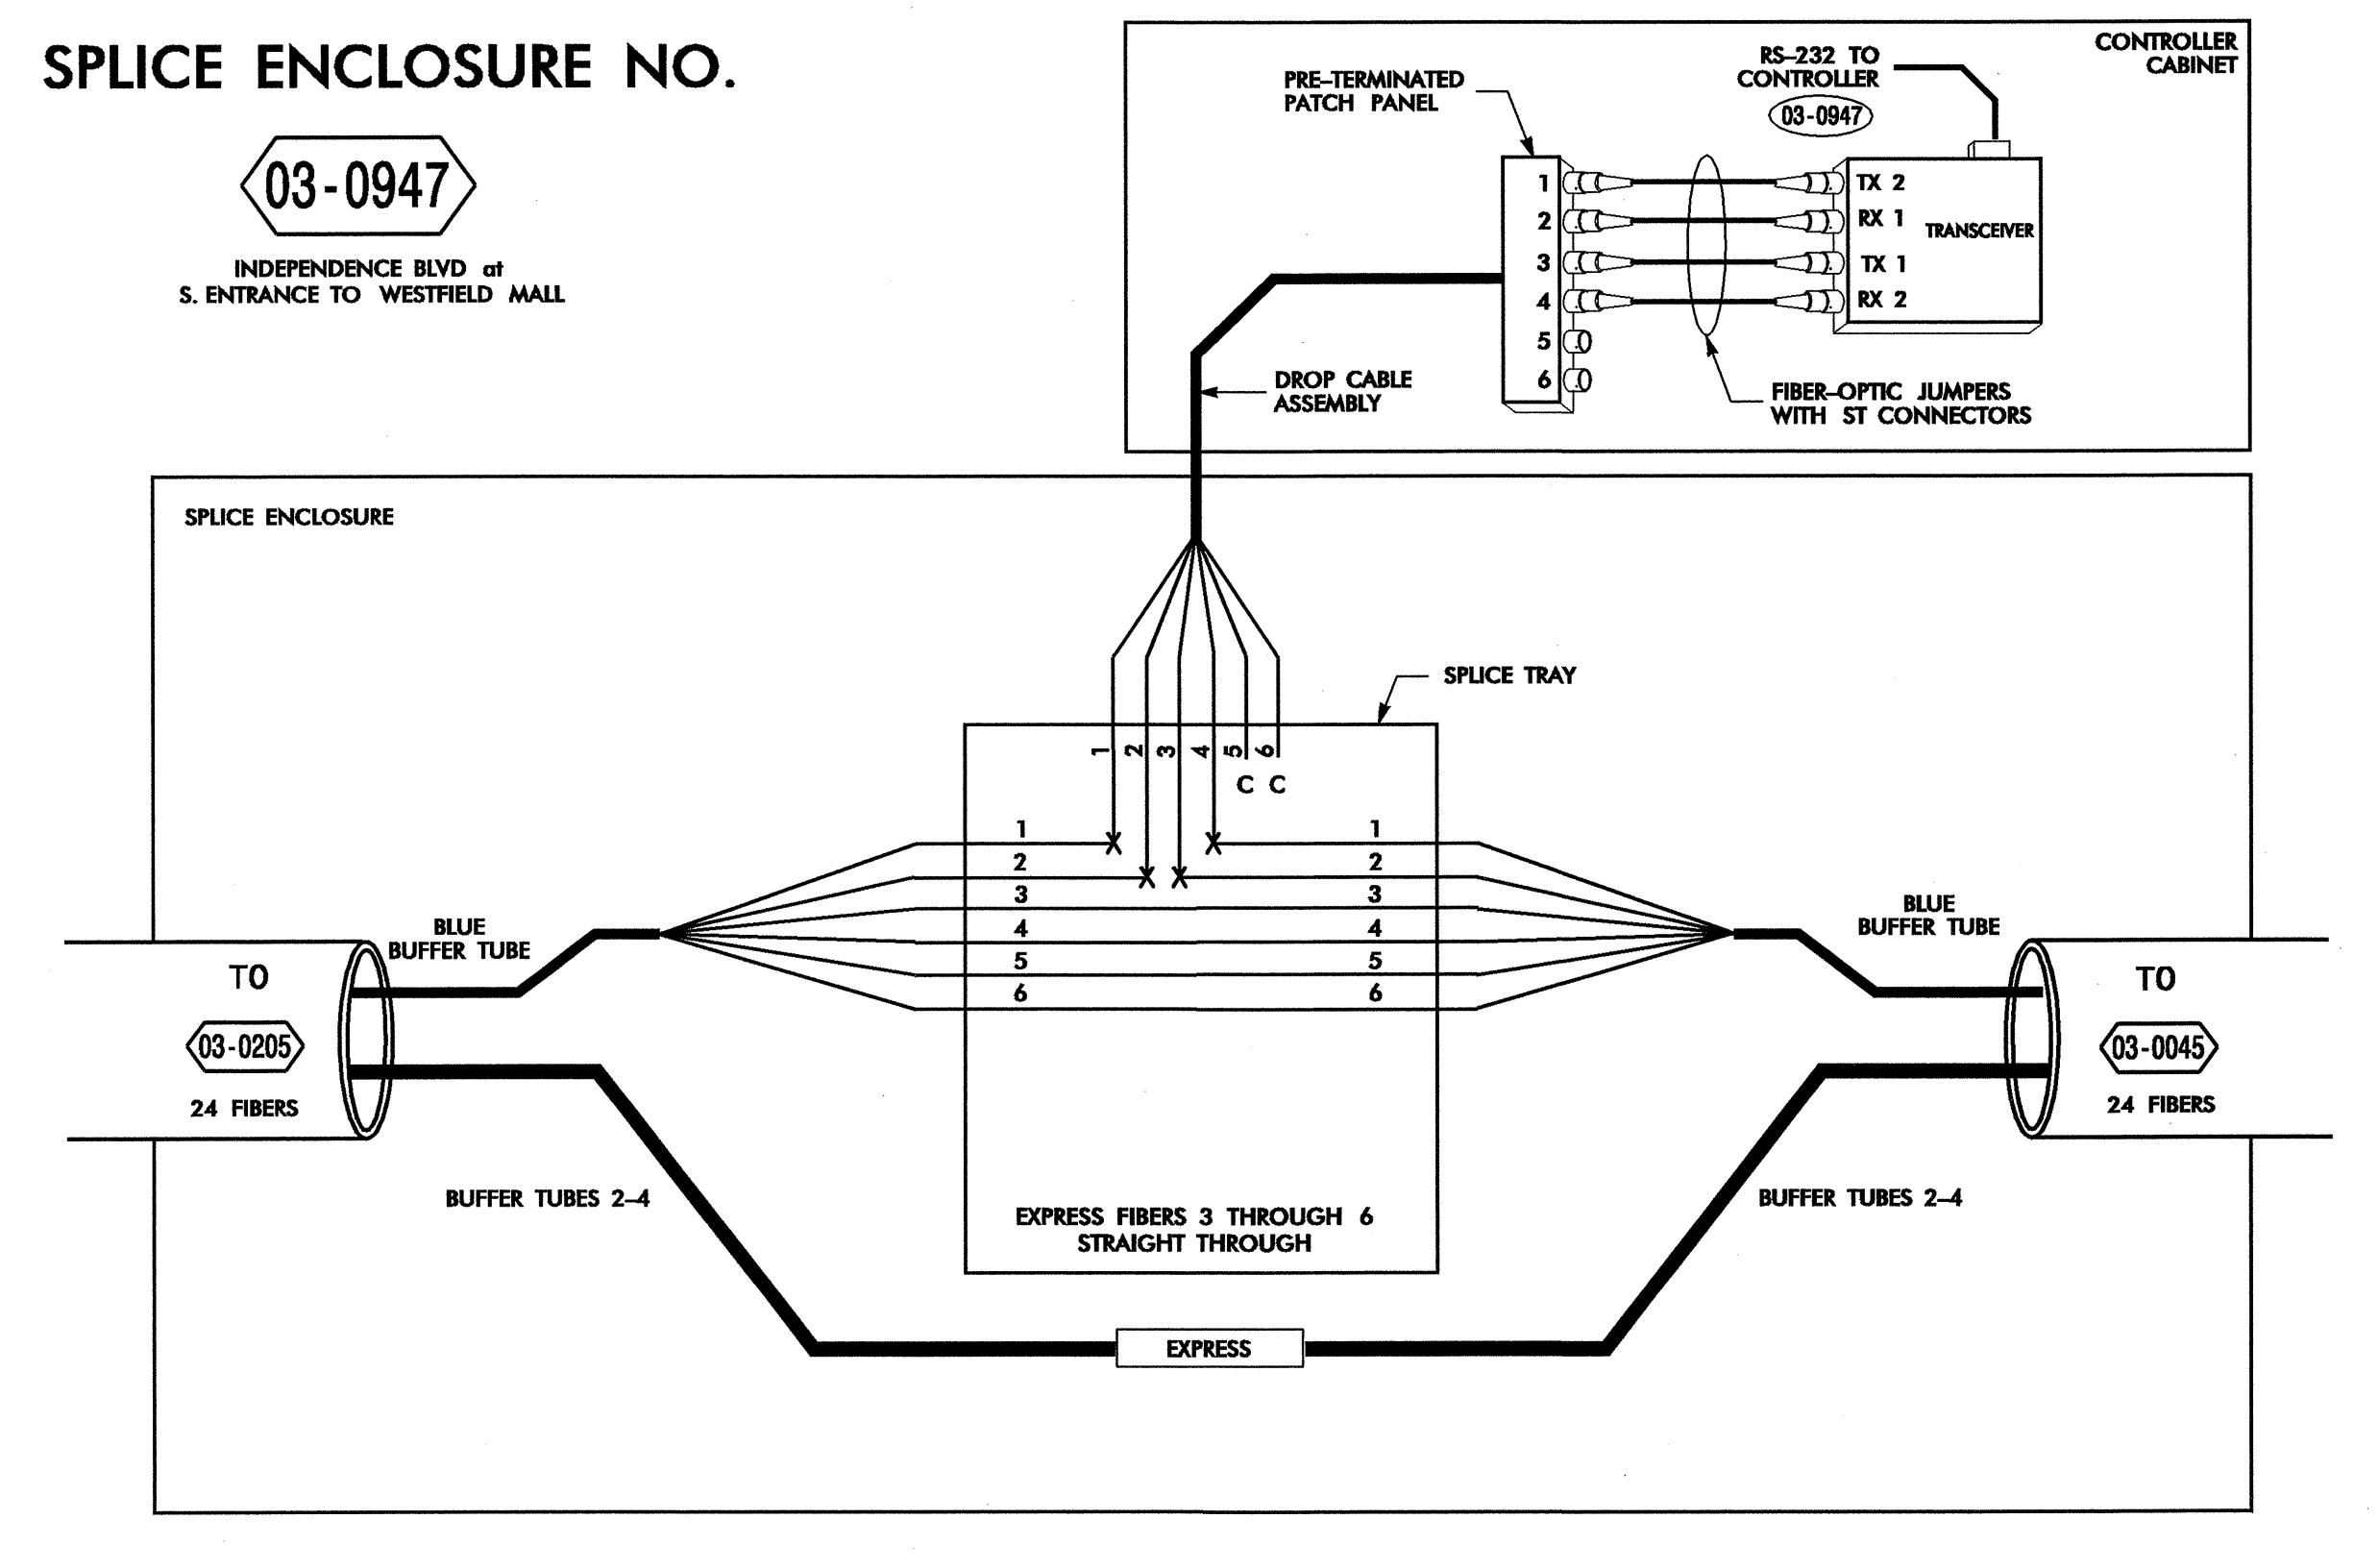 SPLICE ENCLOSURE NO.
03-0947
INDEPENDENCE BLVD at
S. ENTRANCE TO WESTFIELD MALL
CONTROLLER
CABINET
RS-232 TO
CONTROLLER
03-0947
PRE-TERMINATED
PATCH PANEL
1
2
3
4
5
6
TX 2
RX 1
TX 1
RX 2
TRANSCEIVER
DROP CABLE
ASSEMBLY
FIBER-OPTIC JUMPERS
WITH ST CONNECTORS
SPLICE ENCLOSURE
SPLICE TRAY
1 2 3 4 5 6
C C
1 1
2 2
3 3
4 4
5 5
6 6
BLUE
BUFFER TUBE
BLUE
BUFFER TUBE
TO
03-0205
24 FIBERS
TO
03-0045
24 FIBERS
BUFFER TUBES 2-4
BUFFER TUBES 2-4
EXPRESS FIBERS 3 THROUGH 6
STRAIGHT THROUGH
EXPRESS